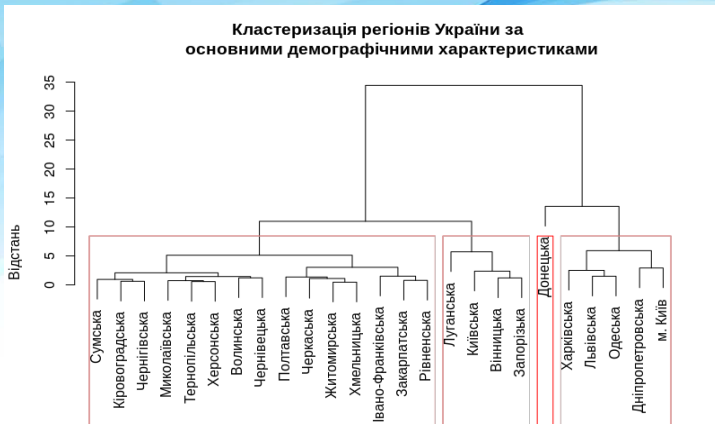 Кластеризація регіонів України за
основними демографічними характеристиками
35
30
25
20
15
10
5
0
Відстань
Сумська
Кіровоградська
Чернігівська
Миколаївська
Тернопільська
Херсонська
Волинська
Чернівецька
Полтавська
Черкаська
Житомирська
Хмельницька
Івано-Франківська
Закарпатська
Рівненська
Луганська
Київська
Вінницька
Запорізька
Донецька
Харківська
Львівська
Одеська
Дніпропетровська
м. Київ